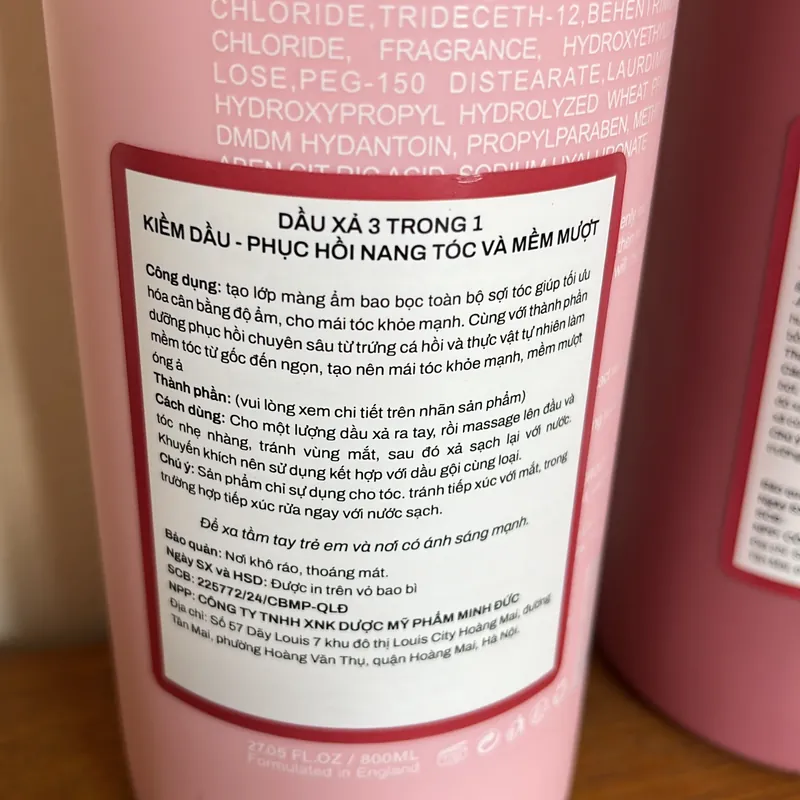 CHLORIDE, TRIDECETH-12, BEHENTRIM
CHLORIDE, FRAGRANCE, HYDROXYETHY
LOSE, PEG-150 DISTEARATE, LAURDIM
HYDROXYPROPYL HYDROLYZED WHEAT
DMDM HYDANTOIN, PROPYLPARABEN,
SODIUM HYALURONATE
DẦU XẢ 3 TRONG 1
KIỀM DẦU - PHỤC HỒI NANG TÓC VÀ MỀM MƯỢT
Công dụng: tạo lớp màng ẩm bao bọc toàn bộ sợi tóc giúp tối ưu
hóa cân bằng độ ẩm, cho mái tóc khỏe mạnh. Cùng với thành phần
dưỡng phục hồi chuyên sâu từ trứng cá hồi và thực vật tự nhiên làm
mềm tóc từ gốc đến ngọn, tạo nên mái tóc khỏe mạnh, mềm mượt
óng ả
Thành phần: (vui lòng xem chi tiết trên nhãn sản phẩm)
Cách dùng: Cho một lượng dầu xả ra tay, rồi massage lên đầu và
tóc nhẹ nhàng, tránh vùng mắt, sau đó xả sạch lại với nước.
Khuyến khích nên sử dụng kết hợp với dầu gội cùng loại.
Chú ý: Sản phẩm chỉ sự dụng cho tóc. tránh tiếp xúc với mắt, trong
trường hợp tiếp xúc rửa ngay với nước sạch.
Để xa tầm tay trẻ em và nơi có ánh sáng mạnh.
Bảo quản: Nơi khô ráo, thoáng mát.
Ngày SX và HSD: Được in trên vỏ bao bì
SCB: 225772/24/CBMP-QLĐ
NPP: CÔNG TY TNHH XNK DƯỢC MỸ PHẨM MINH ĐỨC
Địa chỉ: Số 57 Dãy Louis 7 khu đô thị Louis City Hoàng Mai, đường
Tân Mai, phường Hoàng Văn Thụ, quận Hoàng Mai, Hà Nội.
27.05 FL.OZ / 800ML
Formulated in England